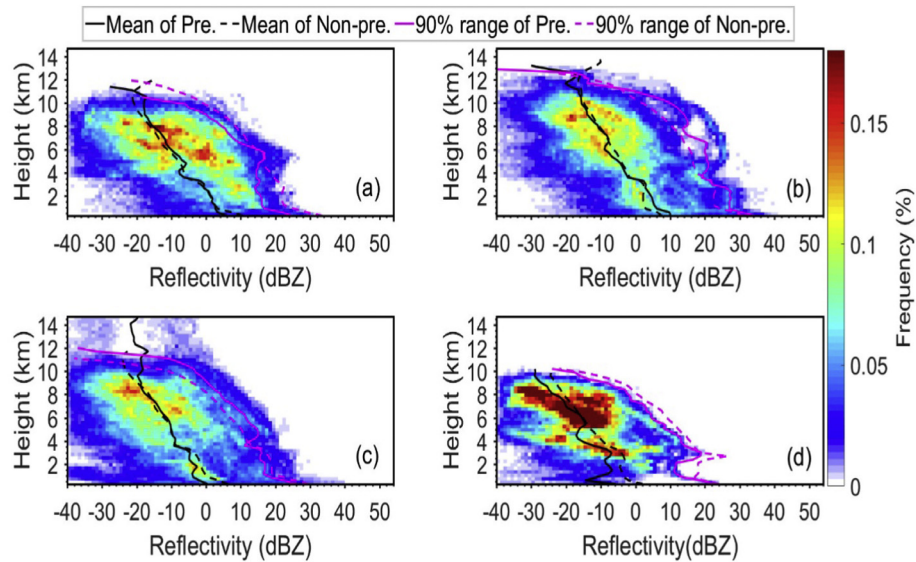 Mean of Pre. Mean of Non-pre. 90% range of Pre. 90% range of Non-pre.
14
12
10
8
6
4
2
Height (km)
(a)
-40 -30 -20 -10 0 10 20 30 40 50
Reflectivity (dBZ)
14
12
10
8
6
4
2
Height (km)
(b)
-40 -30 -20 -10 0 10 20 30 40 50
Reflectivity (dBZ)
14
12
10
8
6
4
2
Height (km)
(c)
-40 -30 -20 -10 0 10 20 30 40 50
Reflectivity (dBZ)
14
12
10
8
6
4
2
Height (km)
(d)
-40 -30 -20 -10 0 10 20 30 40 50
Reflectivity(dBZ)
0.15
0.1
0.05
0
Frequency (%)